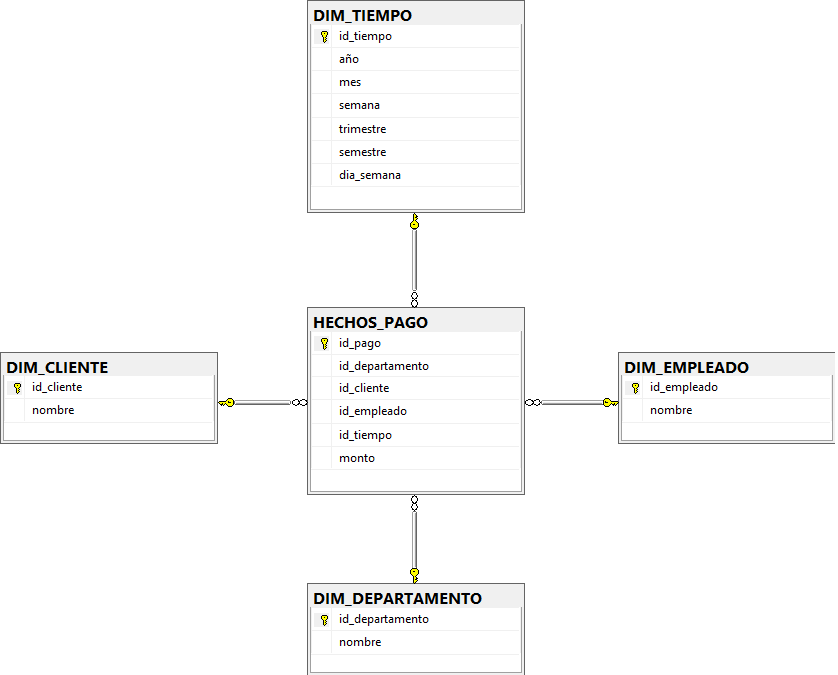 DIM_TIEMPO
id_tiempo
año
mes
semana
trimestre
semestre
dia_semana
HECHOS_PAGO
id_pago
id_departamento
id_cliente
id_empleado
id_tiempo
monto
DIM_CLIENTE
id_cliente
nombre
DIM_EMPLEADO
id_empleado
nombre
DIM_DEPARTAMENTO
id_departamento
nombre